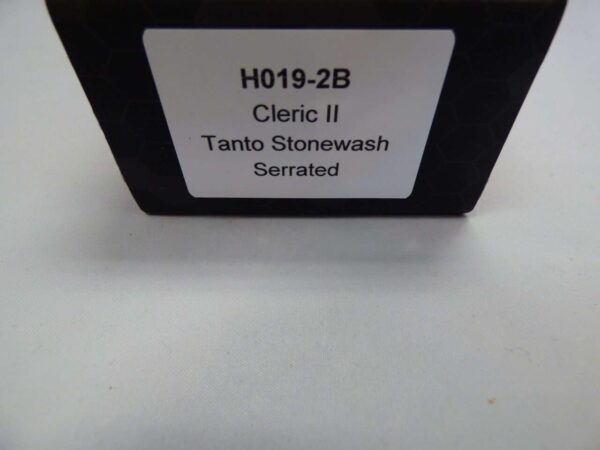 H019-2B
Cleric II
Tanto Stonewash
Serrated